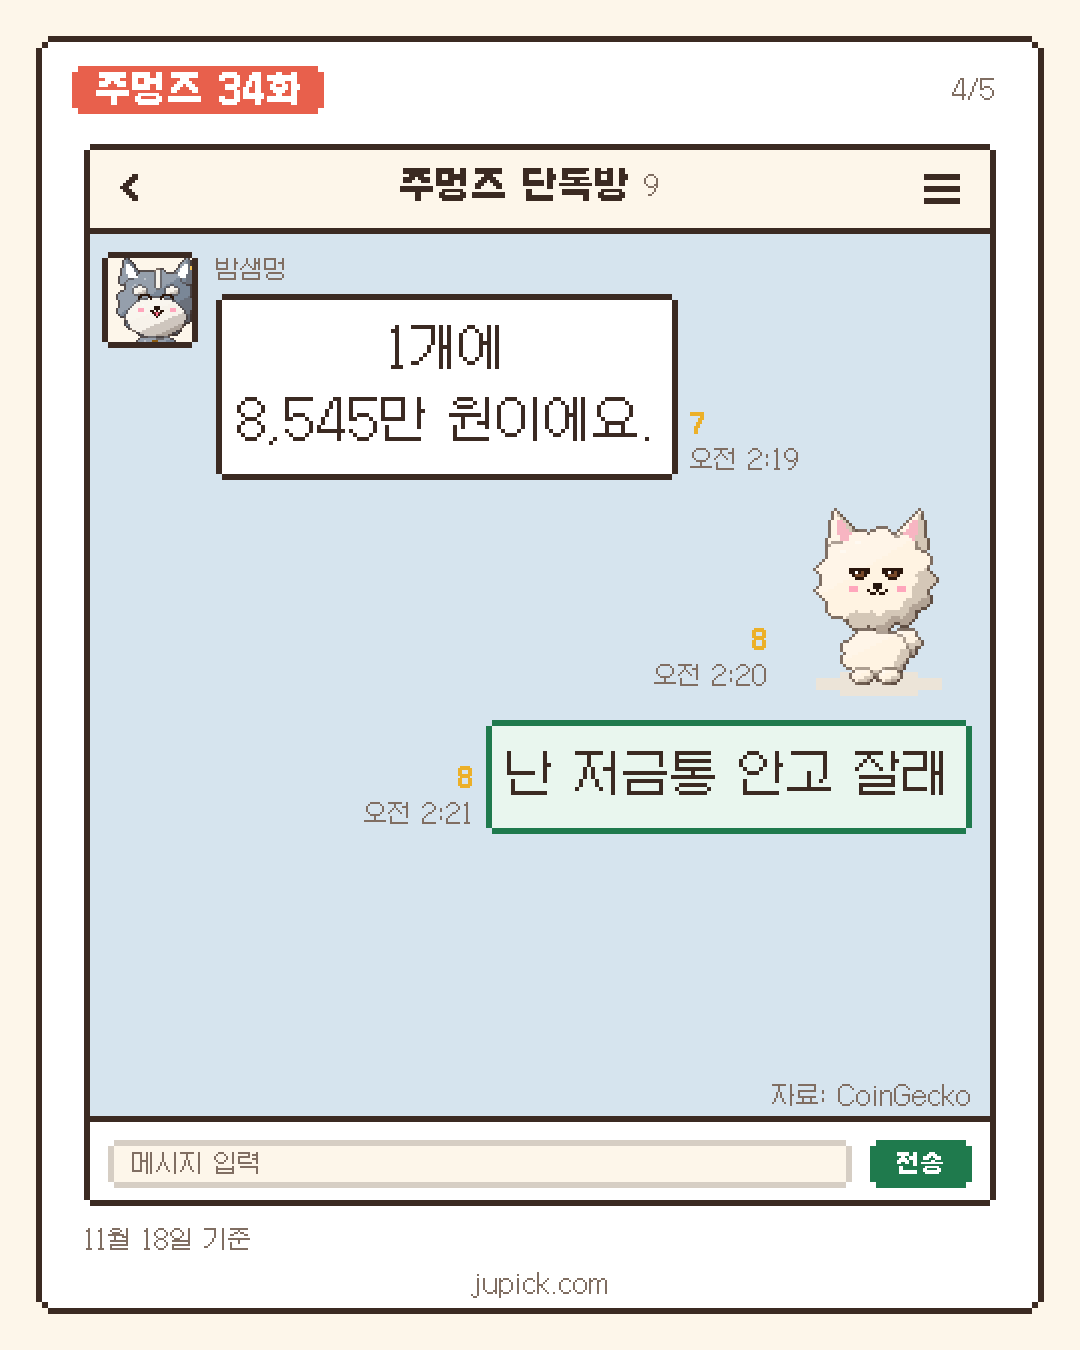 주멍즈 34화
4/5
주멍즈 단톡방 9
밤샘멍
1개에
8,545만 원이에요.
7
오전 2:19
8
오전 2:20
난 저금통 안고 잘래
8
오전 2:21
자료: CoinGecko
메시지 입력
전송
11월 18일 기준
jupick.com